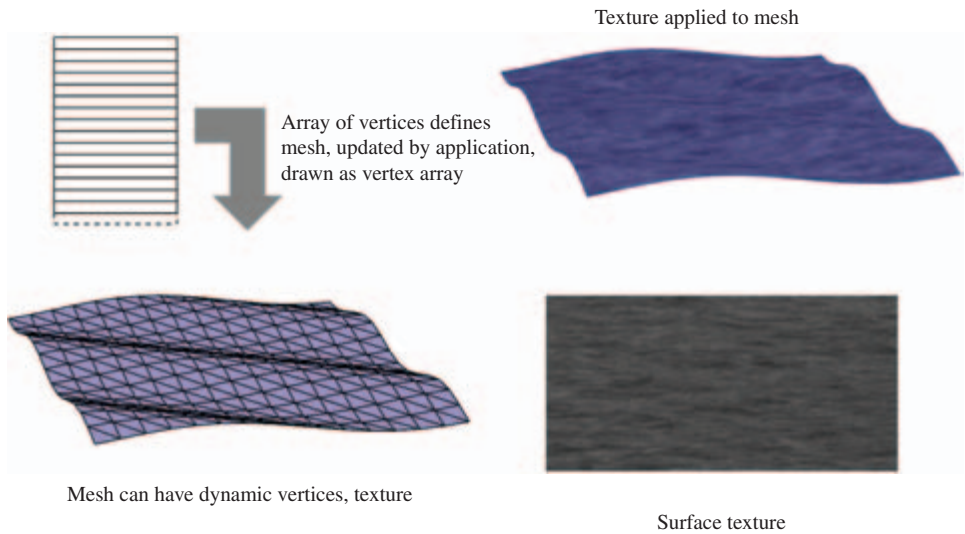 Texture applied to mesh
Array of vertices defines
mesh, updated by application,
drawn as vertex array
Mesh can have dynamic vertices, texture
Surface texture